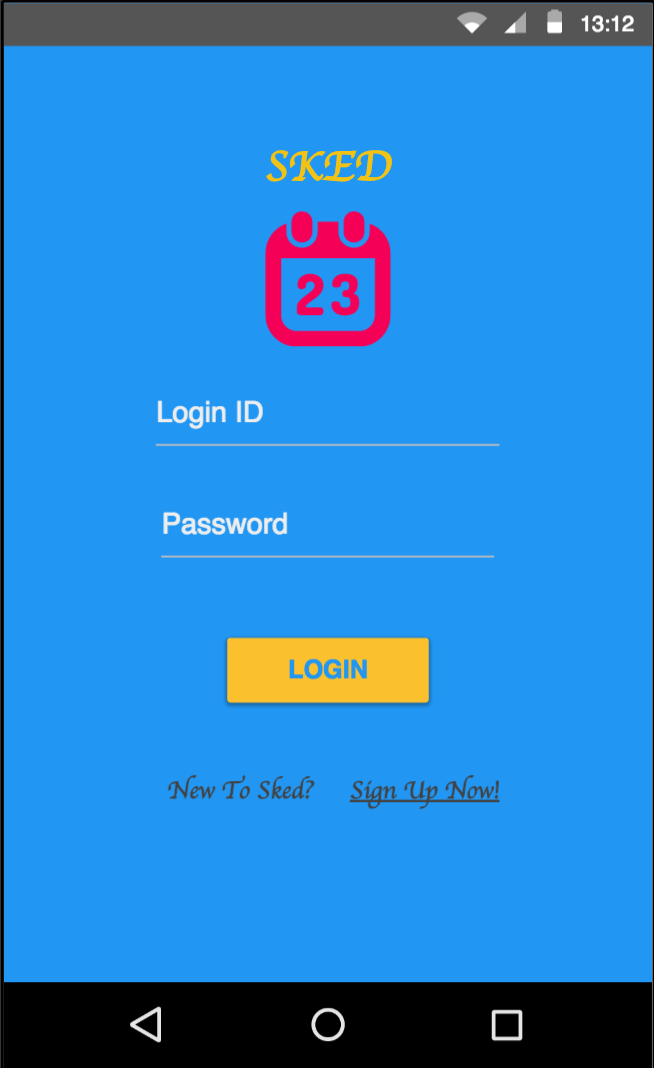 13:12
SKED
23
Login ID
Password
LOGIN
New To Sked? Sign Up Now!